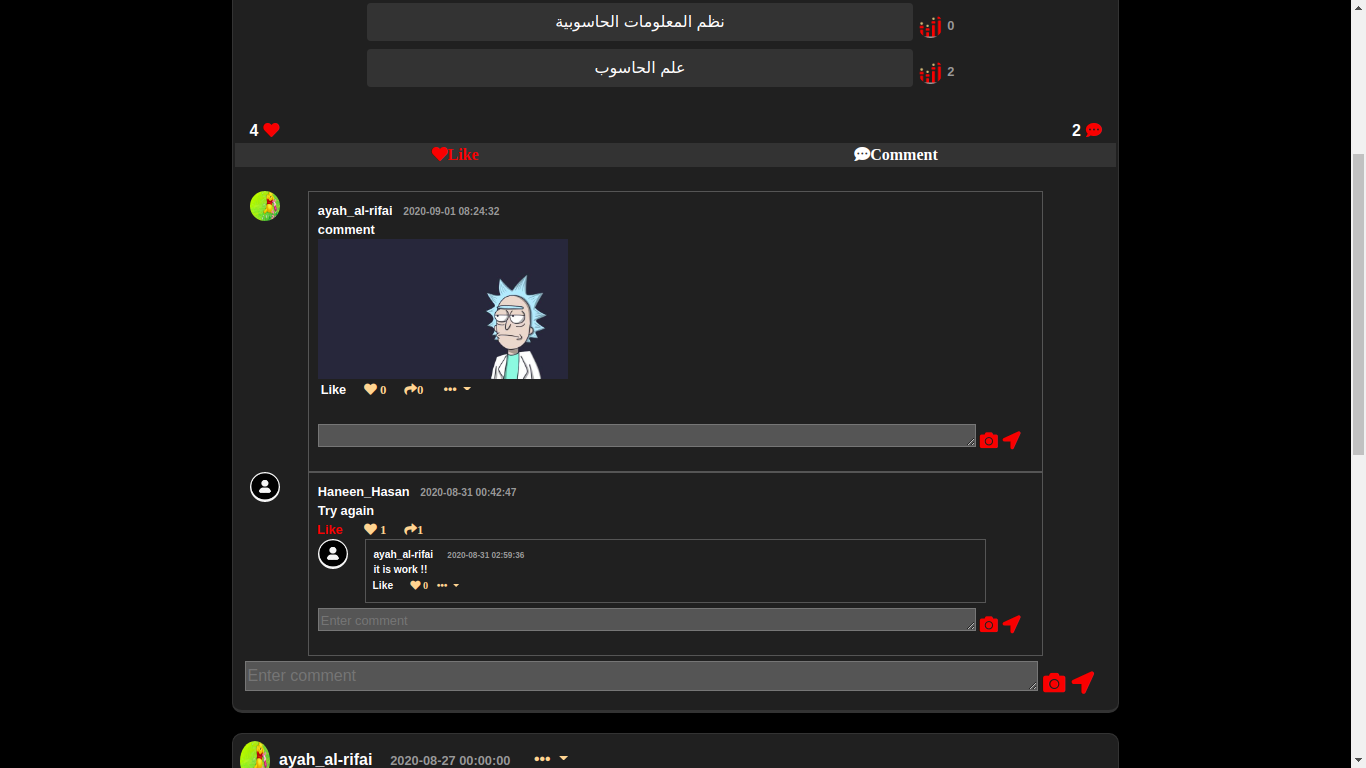 نظم المعلومات الحاسوبية 0
علم الحاسوب 2
4 2
Like Comment
ayah_al-rifai 2020-09-01 08:24:32
comment
Like 0 0
Haneen_Hasan 2020-08-31 00:42:47
Try again
Like 1 1
ayah_al-rifai 2020-08-31 02:59:36
it is work !!
Like 0
Enter comment
Enter comment
ayah_al-rifai 2020-08-27 00:00:00